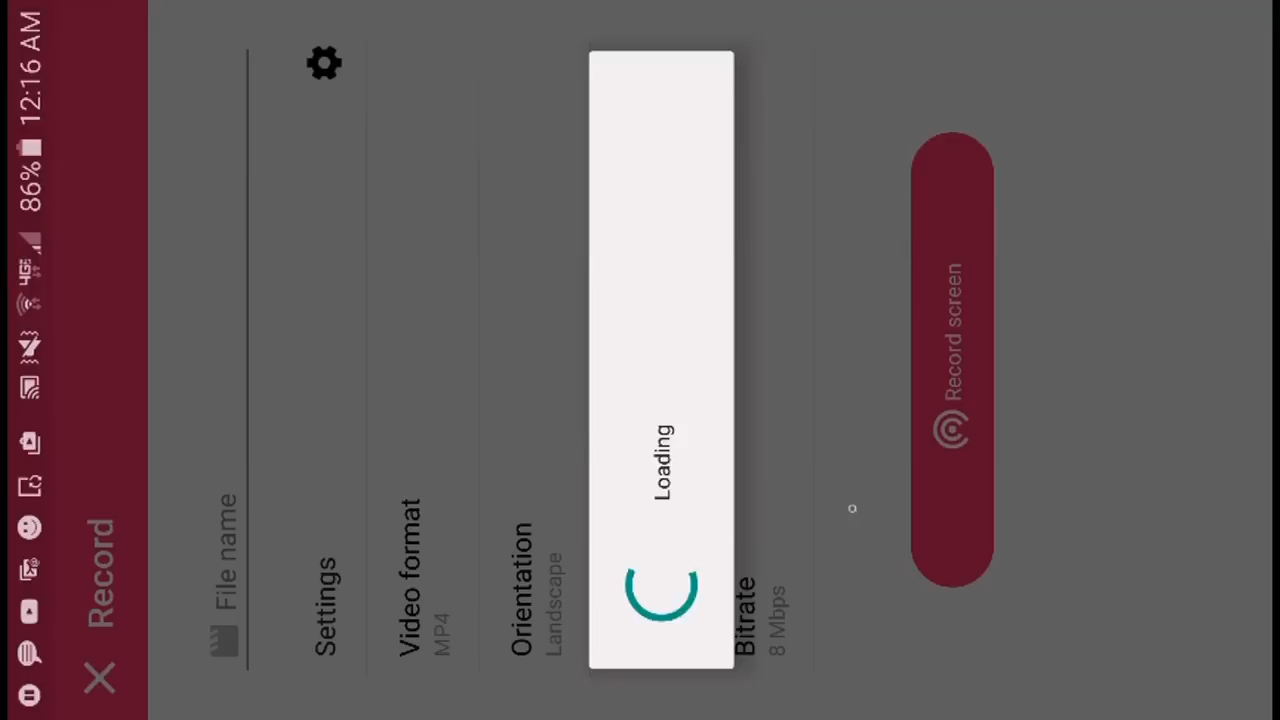 86% 12:16 AM
4GE
Record
File name
Settings
Video format
MP4
Orientation
Landscape
Loading
Bitrate
8 Mbps
Record screen